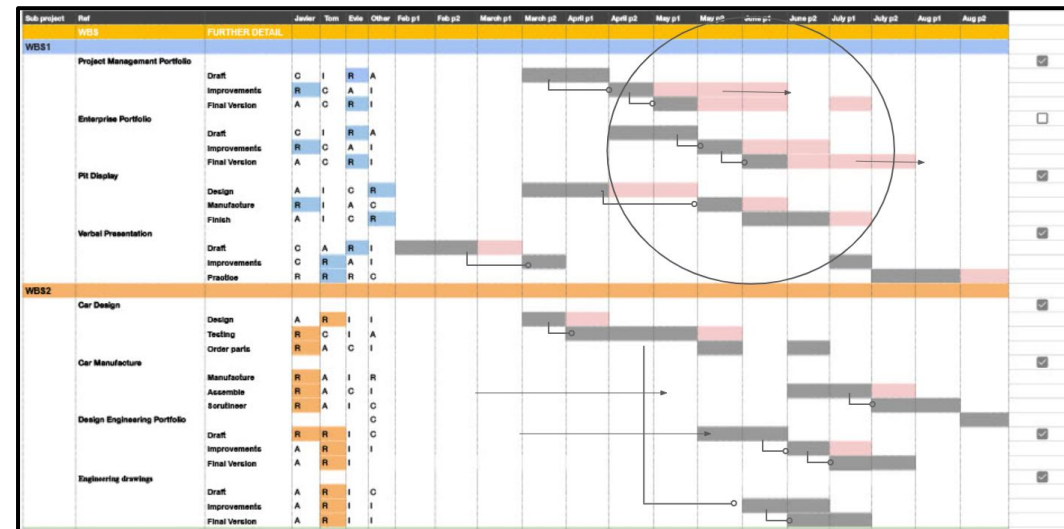 Sub project Ref Javier Tom Evie Other Feb p1 Feb p2 March p1 March p2 April p1 April p2 May p1 May p2 June p1 June p2 July p1 July p2 Aug p1 Aug p2
WBS FURTHER DETAIL
WBS1
Project Management Portfolio
Draft C I R A
Improvements R C A I
Final Version A C R I
Enterprise Portfolio
Draft C I R A
Improvements R C A I
Final Version A C R I
Pit Display
Design A I C R
Manufacture R I A C
Finish A I C R
Verbal Presentation
Draft C A R I
Improvements C R A I
Practice R R R C
WBS2
Car Design
Design A R I I
Testing R C I A
Order parts R A C I
Car Manufacture
Manufacture R A I R
Assemble R A C I
Scrutineer R A I C
Design Engineering Portfolio C
Draft R R I C
Improvements A R I I
Final Version A R I
Engineering drawings
Draft A R I C
Improvements A R I I
Final Version A R I I